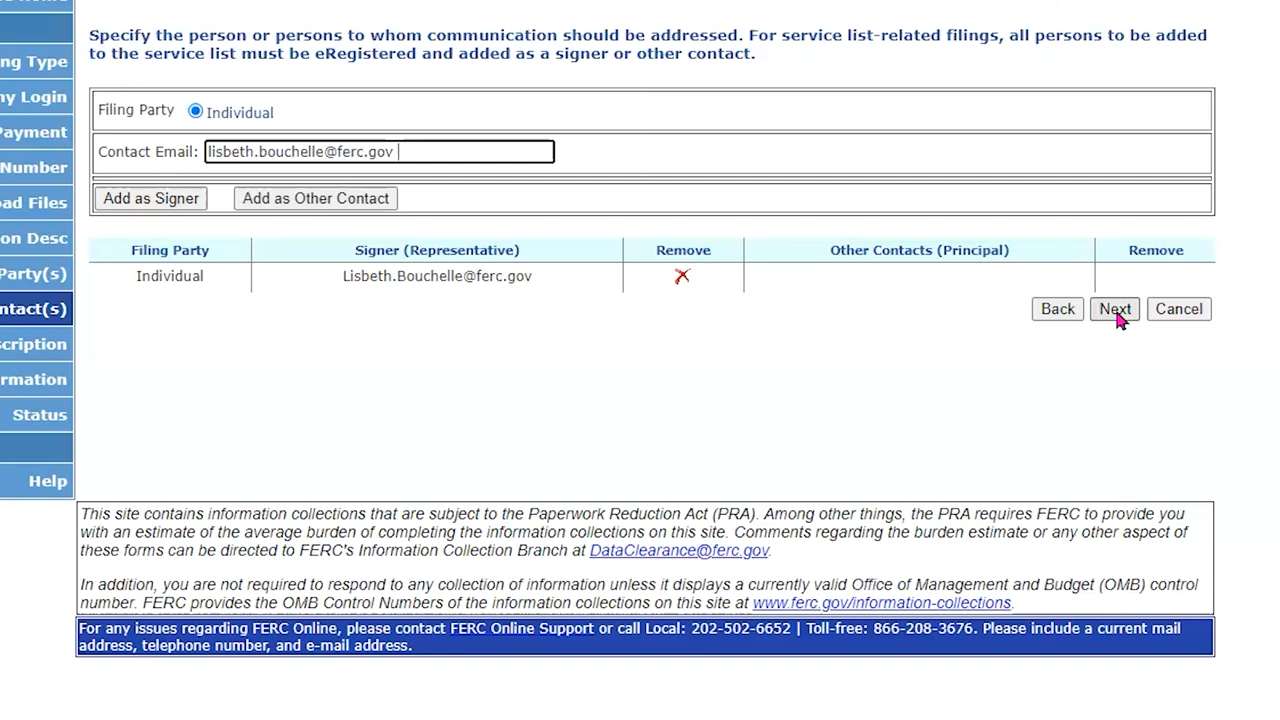 Specify the person or persons to whom communication should be addressed. For service list-related filings, all persons to be added
to the service list must be eRegistered and added as a signer or other contact.
ng Type
ny Login
Payment
Number
ad Files
on Desc
Party(s)
ntact(s)
scription
rmation
Status
Help
Filing Party Individual
Contact Email: lisbeth.bouchelle@ferc.gov
Add as Signer Add as Other Contact
Filing Party Signer (Representative) Remove Other Contacts (Principal) Remove
Individual Lisbeth.Bouchelle@ferc.gov
Back Next Cancel
This site contains information collections that are subject to the Paperwork Reduction Act (PRA). Among other things, the PRA requires FERC to provide you
with an estimate of the average burden of completing the information collections on this site. Comments regarding the burden estimate or any other aspect of
these forms can be directed to FERC's Information Collection Branch at DataClearance@ferc.gov.
In addition, you are not required to respond to any collection of information unless it displays a currently valid Office of Management and Budget (OMB) control
number. FERC provides the OMB Control Numbers of the information collections on this site at www.ferc.gov/information-collections.
For any issues regarding FERC Online, please contact FERC Online Support or call Local: 202-502-6652 | Toll-free: 866-208-3676. Please include a current mail
address, telephone number, and e-mail address.